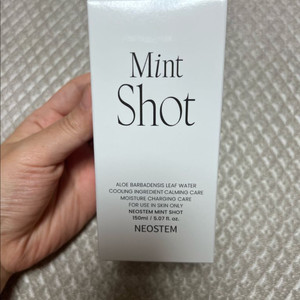 Mint
Shot
ALOE BARBADENSIS LEAF WATER
COOLING INGREDIENT CALMING CARE
MOISTURE CHARGING CARE
FOR USE IN SKIN ONLY
NEOSTEM MINT SHOT
150ml / 5.07 fl. oz.
NEOSTEM